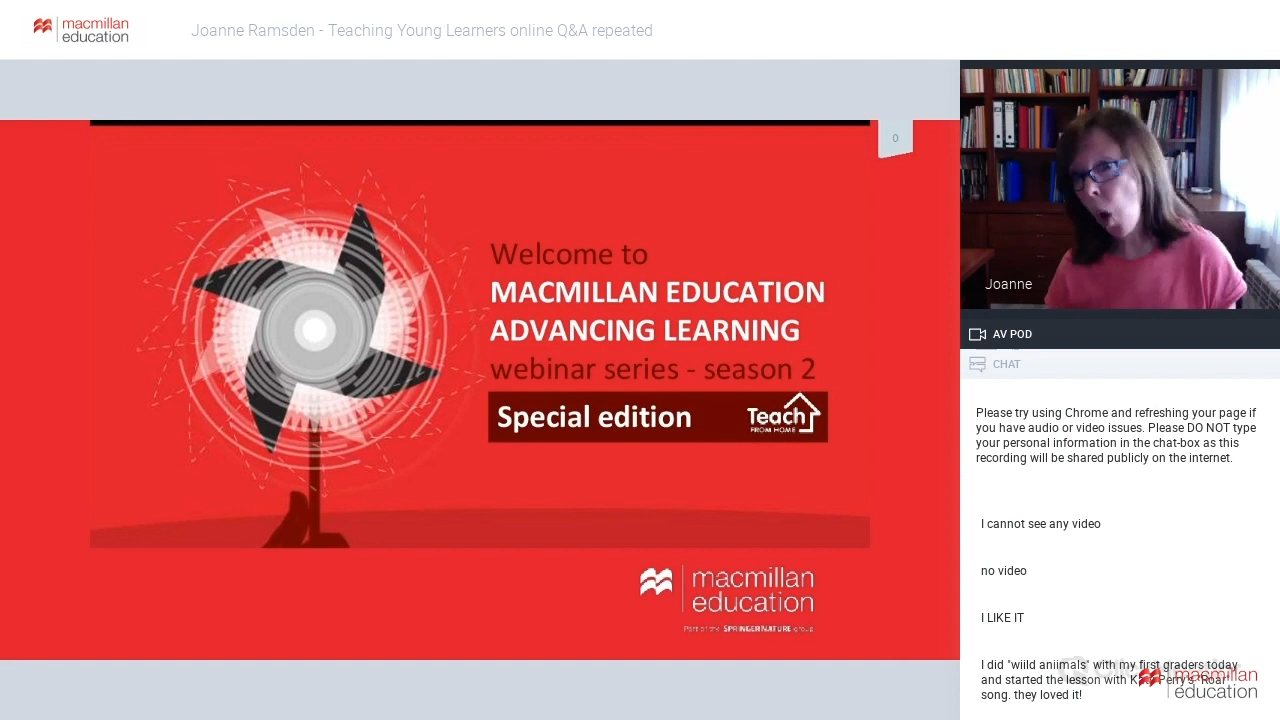 macmillan
education
Joanne Ramsden - Teaching Young Learners online Q&A repeated
0
Welcome to
MACMILLAN EDUCATION
ADVANCING LEARNING
webinar series - season 2
Special edition
Teach
FROM HOME
macmillan
education
Part of the SPRINGER NATURE group
Joanne
AV POD
CHAT
Please try using Chrome and refreshing your page if
you have audio or video issues. Please DO NOT type
your personal information in the chat-box as this
recording will be shared publicly on the internet.
I cannot see any video
no video
I LIKE IT
I did "wiild aniimals" with my first graders today
and started the lesson with Perry's "Roar"
song. they loved it!
macmillan
education